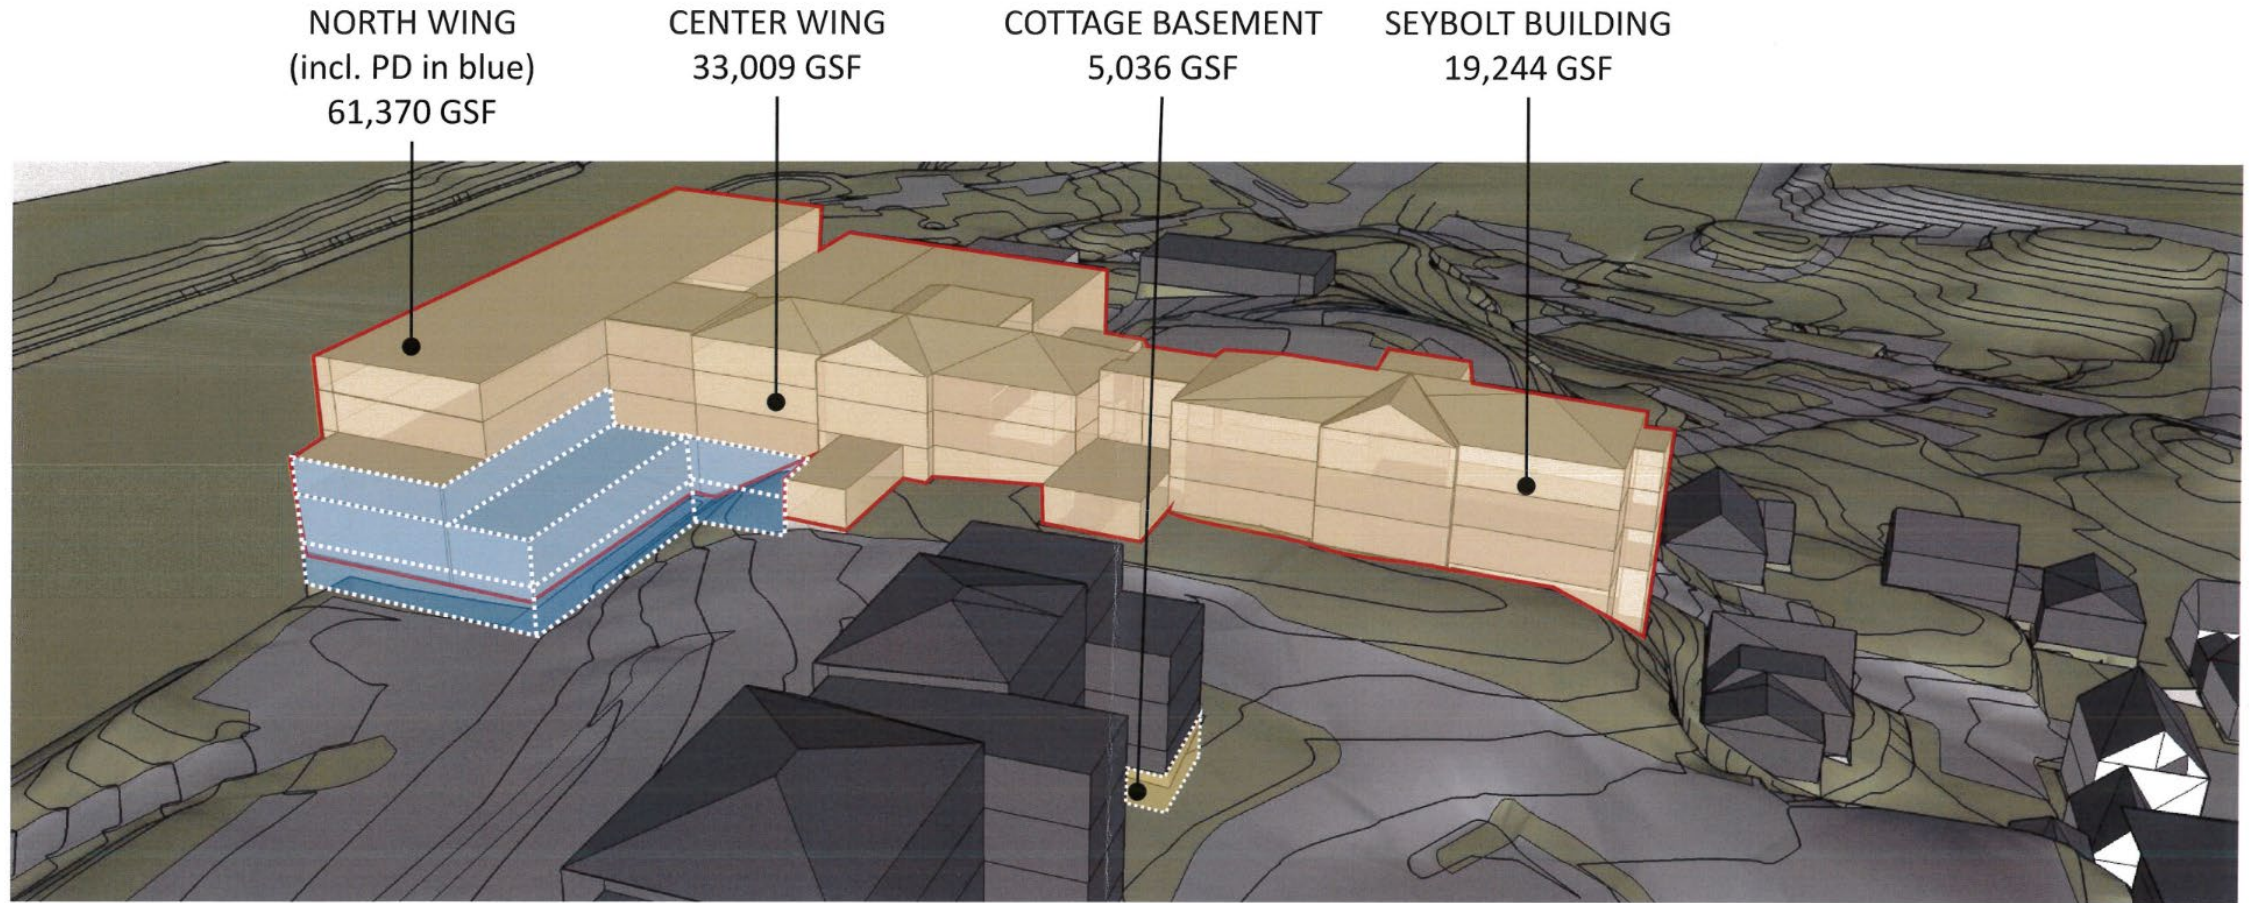 NORTH WING
(incl. PD in blue)
61,370 GSF
CENTER WING
33,009 GSF
COTTAGE BASEMENT
5,036 GSF
SEYBOLT BUILDING
19,244 GSF